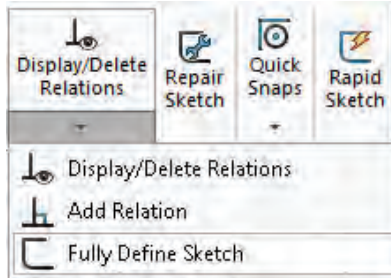 Display/Delete
Relations
Repair
Sketch
Quick
Snaps
Rapid
Sketch
Display/Delete Relations
Add Relation
Fully Define Sketch